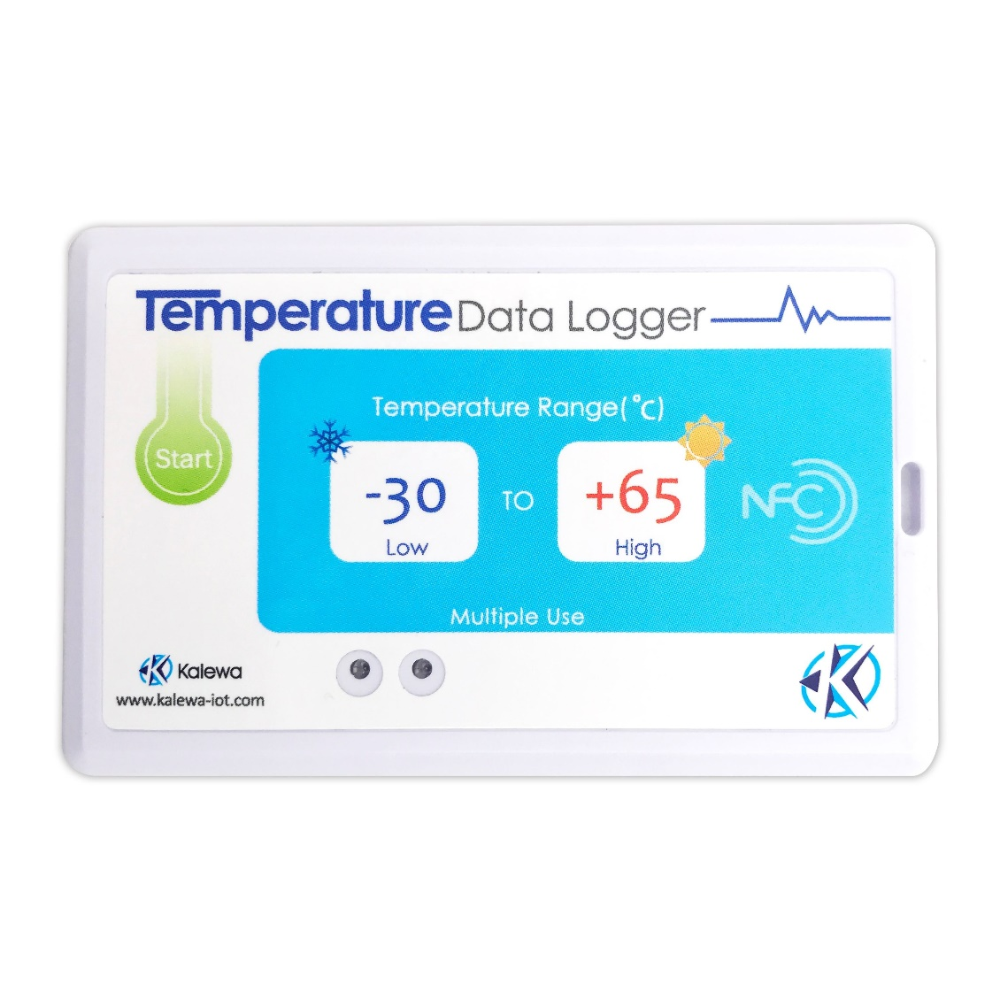 Temperature Data Logger
Start
Temperature Range(°C)
-30
Low
TO
+65
High
NFC
Multiple Use
K Kalewa
www.kalewa-iot.com
K